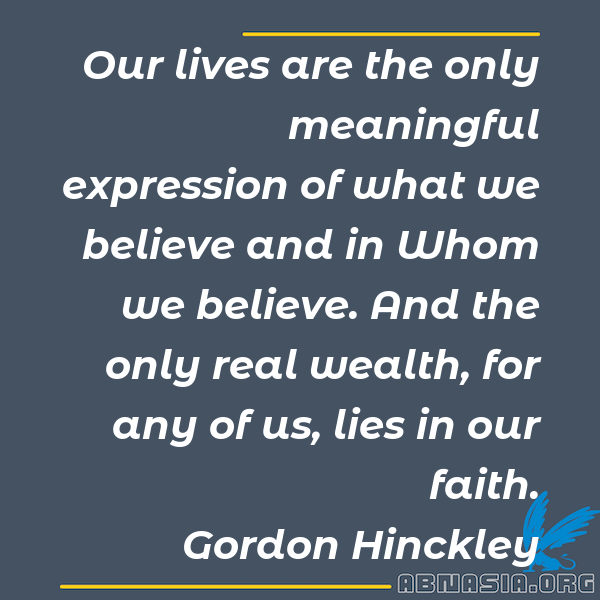 Our lives are the only
meaningful
expression of what we
believe and in Whom
we believe. And the
only real wealth, for
any of us, lies in our
faith.
Gordon Hinckley
ABNASIA.ORG